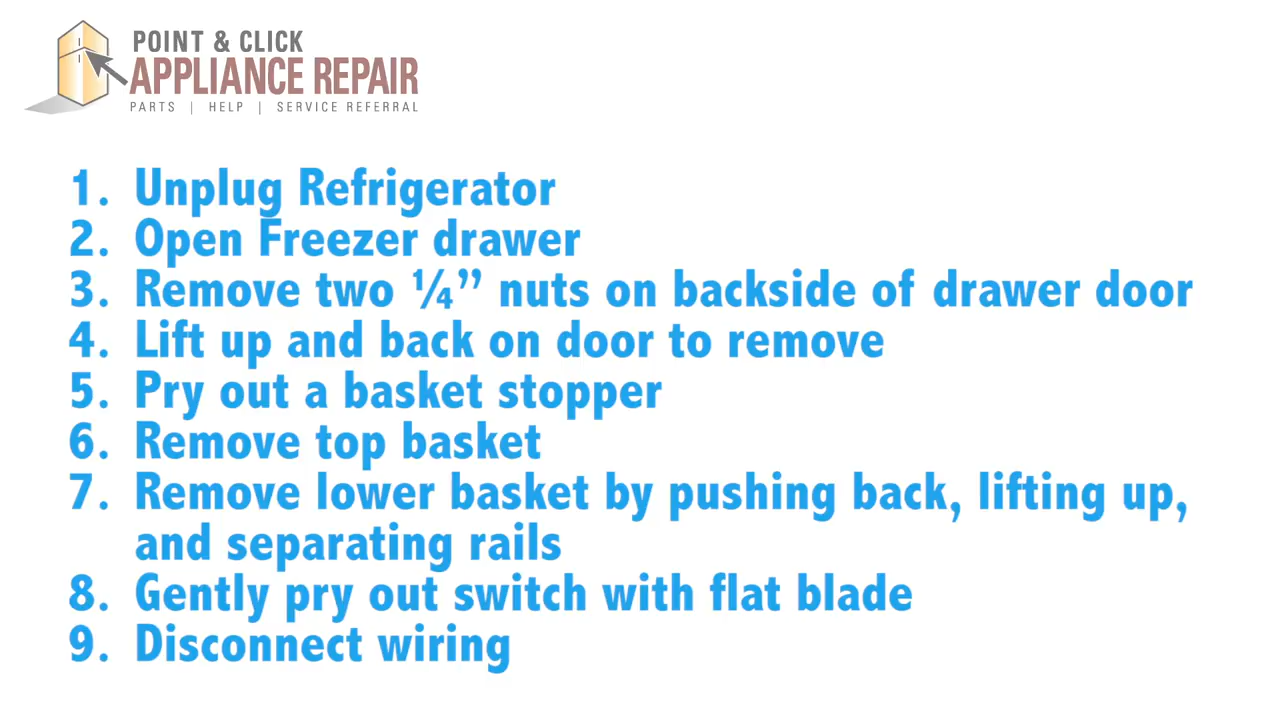 POINT & CLICK
APPLIANCE REPAIR
PARTS | HELP | SERVICE REFERRAL
1. Unplug Refrigerator
2. Open Freezer drawer
3. Remove two ¼” nuts on backside of drawer door
4. Lift up and back on door to remove
5. Pry out a basket stopper
6. Remove top basket
7. Remove lower basket by pushing back, lifting up,
and separating rails
8. Gently pry out switch with flat blade
9. Disconnect wiring